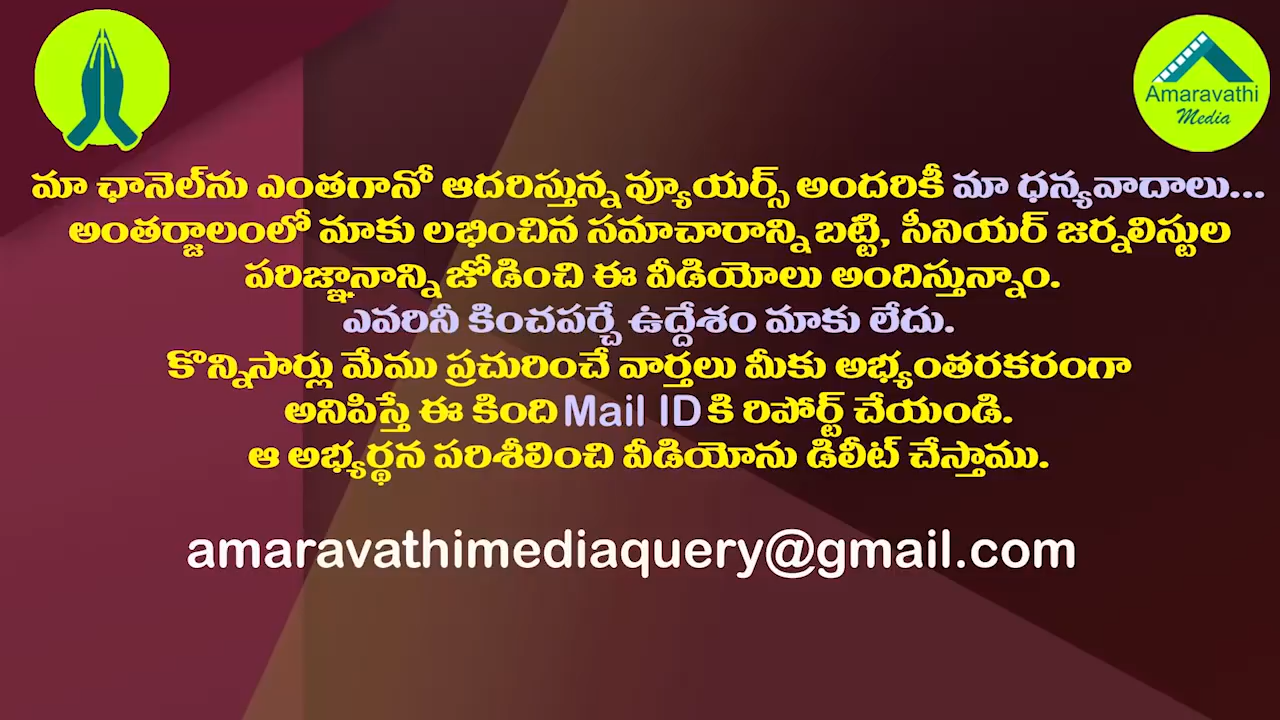 Amaravathi
Media
మా ఛానెల్‌ను ఎంతగానో ఆదరిస్తున్న వ్యూయర్స్ అందరికీ మా ధన్యవాదాలు...
అంతర్జాలంలో మాకు లభించిన సమాచారాన్ని బట్టి, సీనియర్ జర్నలిస్టుల
పరిజ్ఞానాన్ని జోడించి ఈ వీడియోలు అందిస్తున్నాం.
ఎవరినీ కించపర్చే ఉద్దేశం మాకు లేదు.
కొన్నిసార్లు మేము ప్రచురించే వార్తలు మీకు అభ్యంతరకరంగా
అనిపిస్తే ఈ కింది Mail ID కి రిపోర్ట్ చేయండి.
ఆ అభ్యర్థన పరిశీలించి వీడియోను డిలీట్ చేస్తాము.
amaravathimediaquery@gmail.com